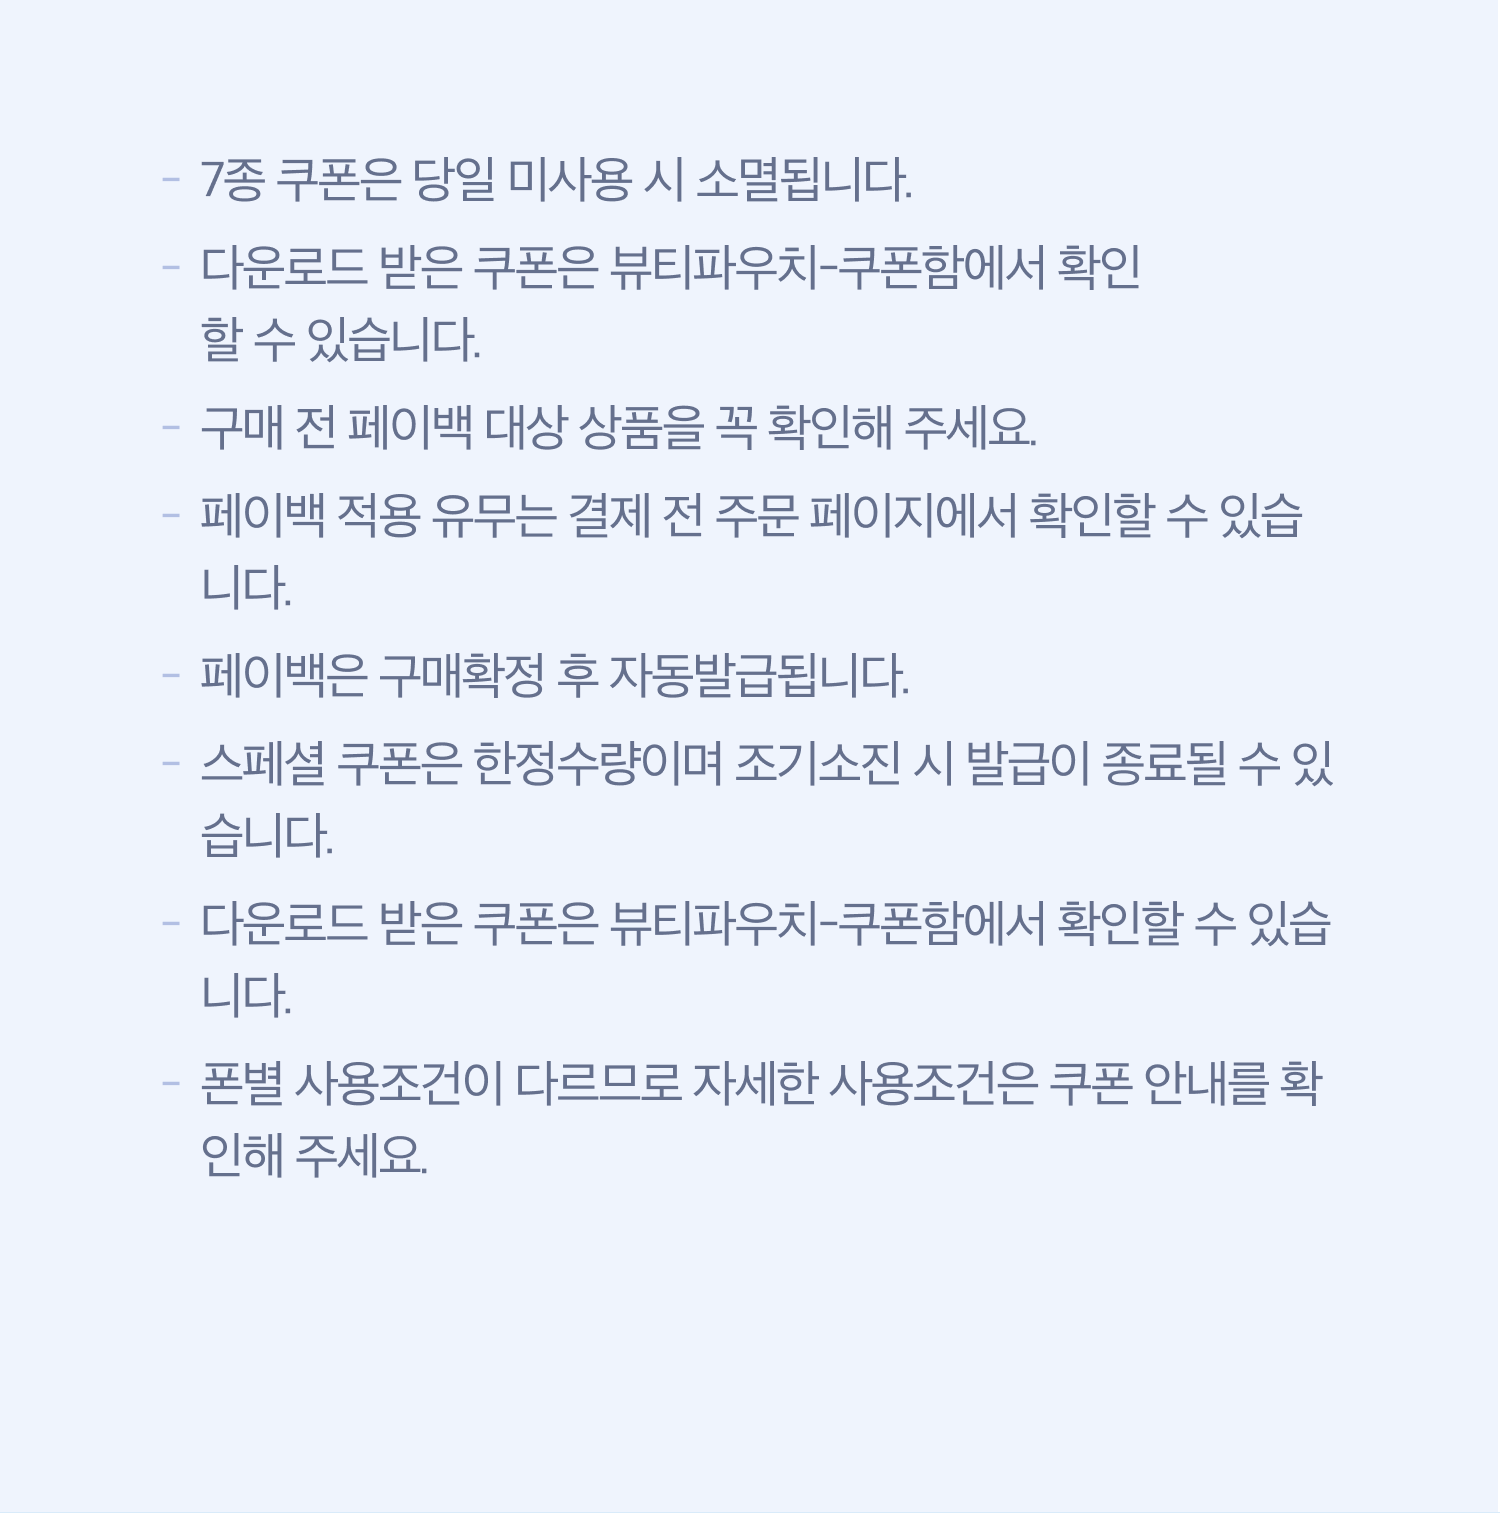 - 7종 쿠폰은 당일 미사용 시 소멸됩니다.
- 다운로드 받은 쿠폰은 뷰티파우치-쿠폰함에서 확인
할 수 있습니다.
- 구매 전 페이백 대상 상품을 꼭 확인해 주세요.
- 페이백 적용 유무는 결제 전 주문 페이지에서 확인할 수 있습
니다.
- 페이백은 구매확정 후 자동발급됩니다.
- 스페셜 쿠폰은 한정수량이며 조기소진 시 발급이 종료될 수 있
습니다.
- 다운로드 받은 쿠폰은 뷰티파우치-쿠폰함에서 확인할 수 있습
니다.
- 폰별 사용조건이 다르므로 자세한 사용조건은 쿠폰 안내를 확
인해 주세요.